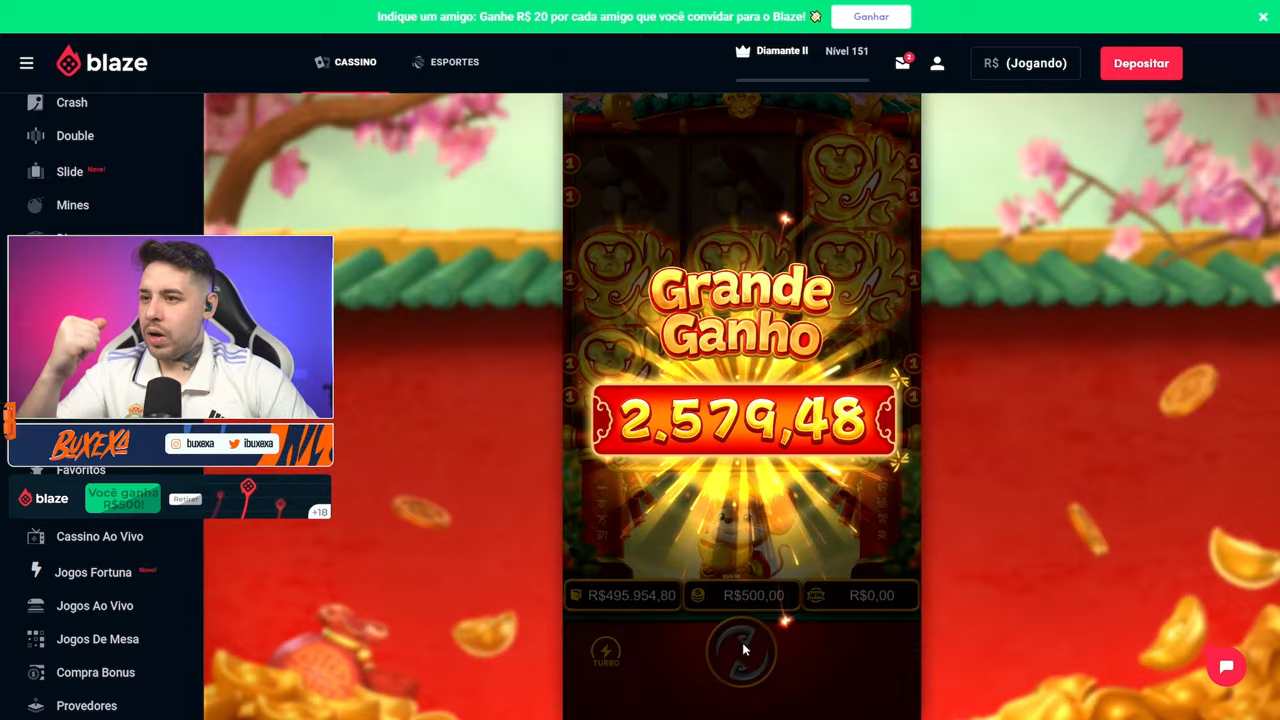 Indique um amigo: Ganhe R$ 20 por cada amigo que você convidar para o Blaze!
Ganhar
blaze
CASSINO
ESPORTES
Diamante II
Nível 151
2
R$ (Jogando)
Depositar
Crash
Double
Slide Novo!
Mines
BUXEXA
buxexa
ibuxexa
Favoritos
blaze
Você ganha
R$500!
Retirar
+18
Cassino Ao Vivo
Jogos Fortuna Novo!
Jogos Ao Vivo
Jogos De Mesa
Compra Bonus
Provedores
Grande
Ganho
2.579,48
R$495.954,80
R$500,00
R$0,00
TURBO